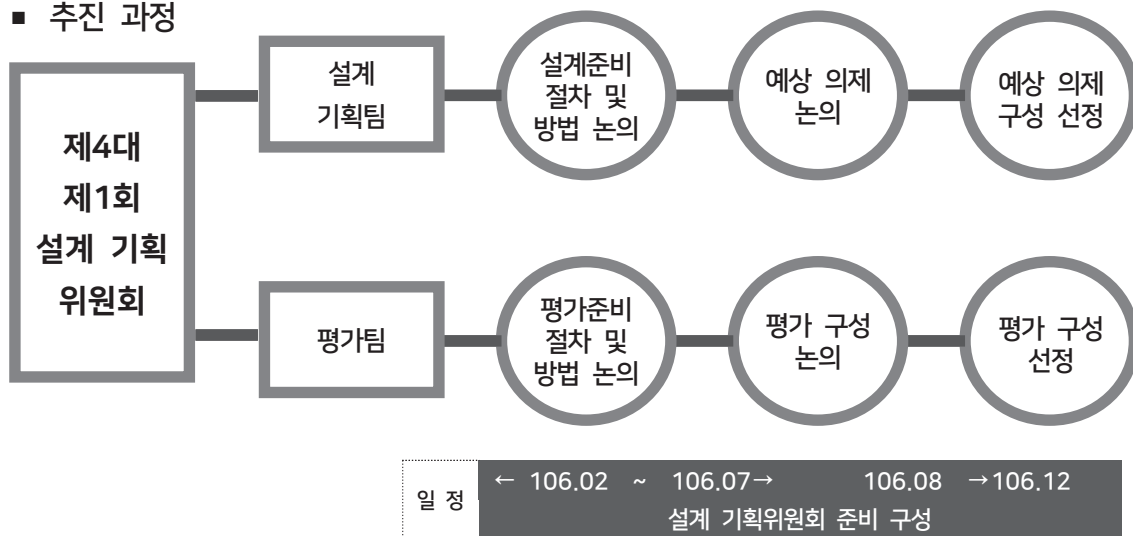 ▪ 추진 과정
제4대
제1회
설계 기획
위원회
설계
기획팀
설계준비
절차 및
방법 논의
예상 의제
논의
예상 의제
구성 선정
평가팀
평가준비
절차 및
방법 논의
평가 구성
논의
평가 구성
선정
일 정
← 106.02 ~ 106.07→ 106.08 →106.12
설계 기획위원회 준비 구성